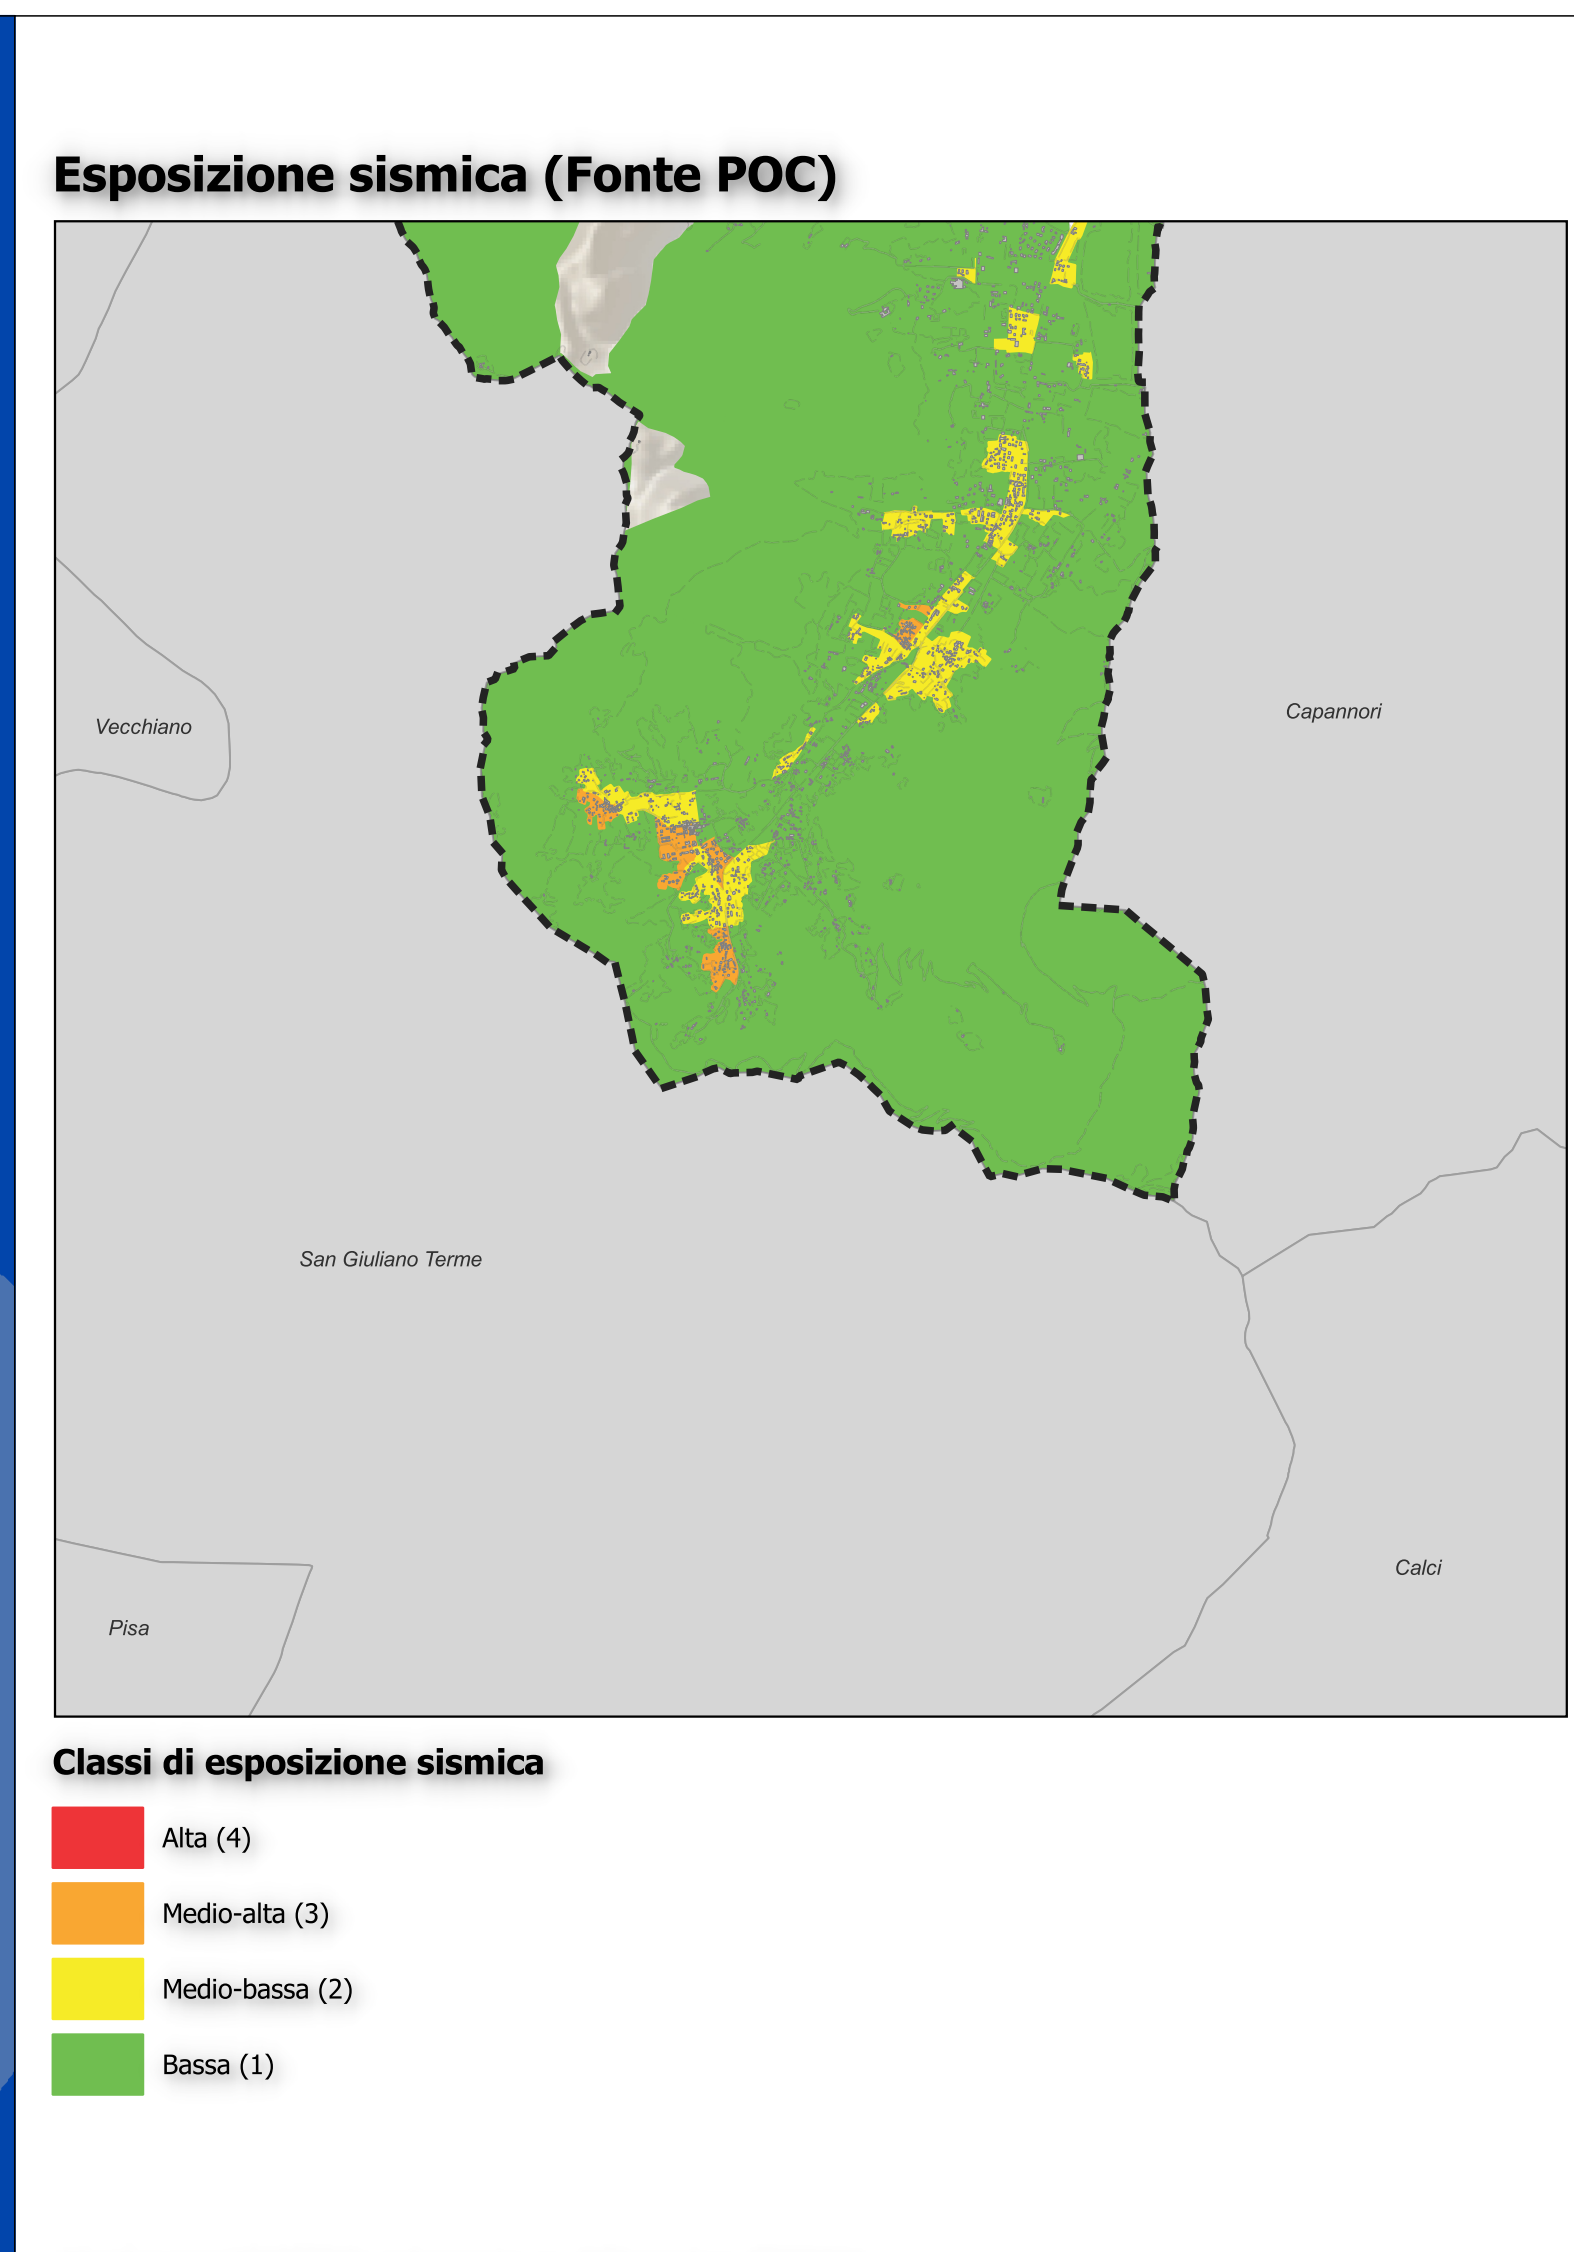 Esposizione sismica (Fonte POC)
Vecchiano
Capannori
San Giuliano Terme
Calci
Pisa
Classi di esposizione sismica
Alta (4)
Medio-alta (3)
Medio-bassa (2)
Bassa (1)